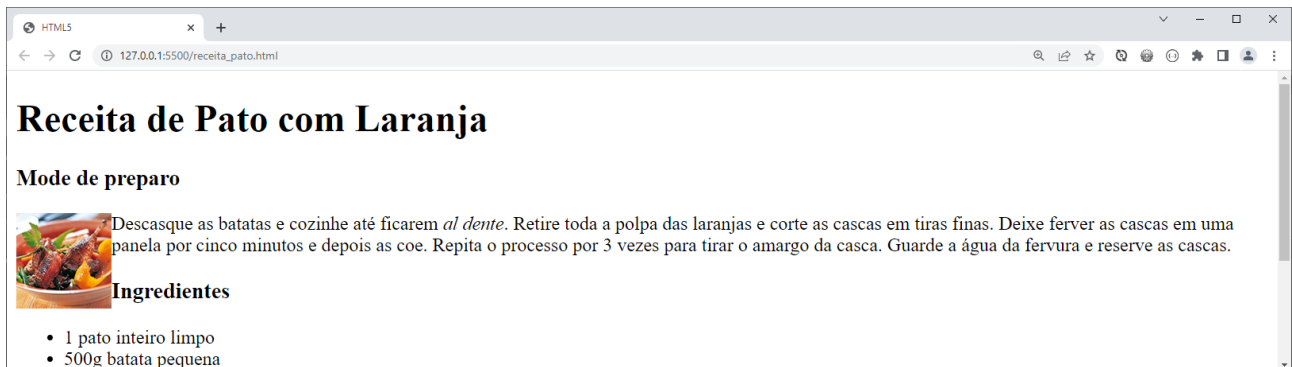 HTML5
127.0.0.1:5500/receita_pato.html
Receita de Pato com Laranja
Mode de preparo
Descasque as batatas e cozinhe até ficarem al dente. Retire toda a polpa das laranjas e corte as cascas em tiras finas. Deixe ferver as cascas em uma
panela por cinco minutos e depois as coe. Repita o processo por 3 vezes para tirar o amargo da casca. Guarde a água da fervura e reserve as cascas.
Ingredientes
• 1 pato inteiro limpo
• 500g batata pequena